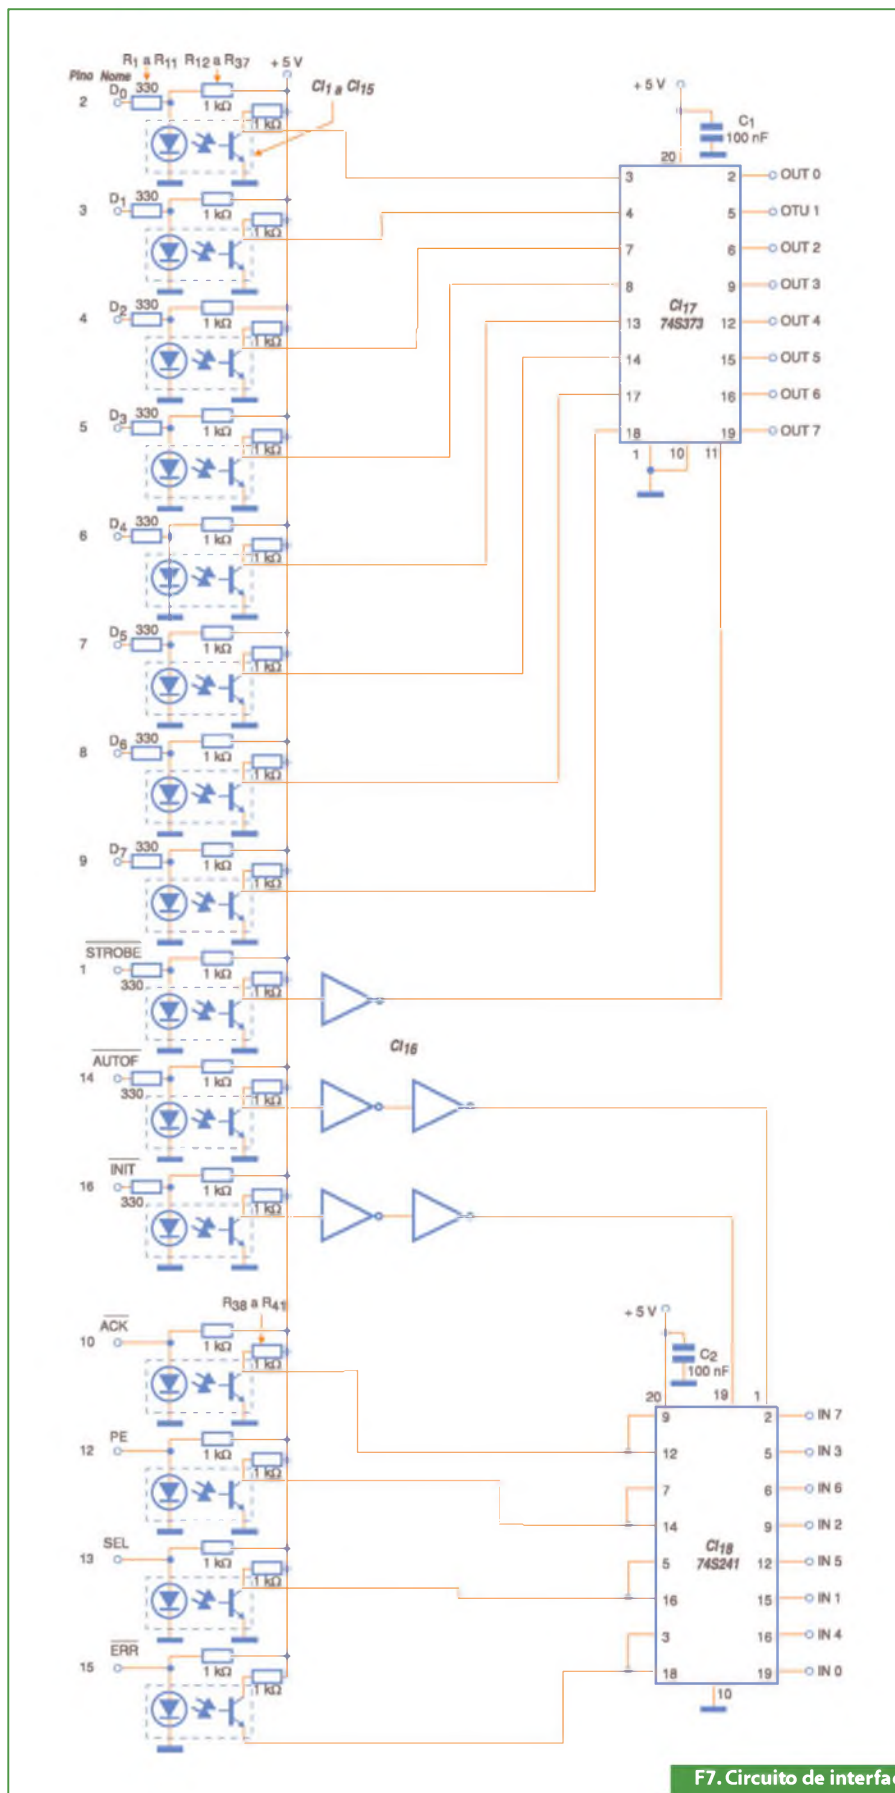 R1 a R11 R12 a R37
+ 5 V
Pino Nome
CI1 a CI15
2 D0 330 1 kΩ 1 kΩ
3 D1 330 1 kΩ 1 kΩ
4 D2 330 1 kΩ 1 kΩ
5 D3 330 1 kΩ 1 kΩ
6 D4 330 1 kΩ 1 kΩ
7 D5 330 1 kΩ 1 kΩ
8 D6 330 1 kΩ 1 kΩ
9 D7 330 1 kΩ 1 kΩ
1 STROBE 330 1 kΩ 1 kΩ
14 AUTOF 330 1 kΩ 1 kΩ
16 INIT 330 1 kΩ 1 kΩ
CI16
R38 a R41
10 ACK 1 kΩ 1 kΩ
12 PE 1 kΩ 1 kΩ
13 SEL 1 kΩ 1 kΩ
15 ERR 1 kΩ 1 kΩ
+ 5 V
C1
100 nF
20
3 2 OUT 0
4 5 OTU 1
7 6 OUT 2
8 9 OUT 3
CI17
74S373
13 12 OUT 4
14 15 OUT 5
17 16 OUT 6
18 19 OUT 7
1 10 11
+ 5 V
C2
100 nF
20 19 1
9 2 IN 7
12 5 IN 3
7 6 IN 6
14 9 IN 2
CI18
74S241
5 12 IN 5
16 15 IN 1
3 16 IN 4
18 19 IN 0
10
F7. Circuito de interfac